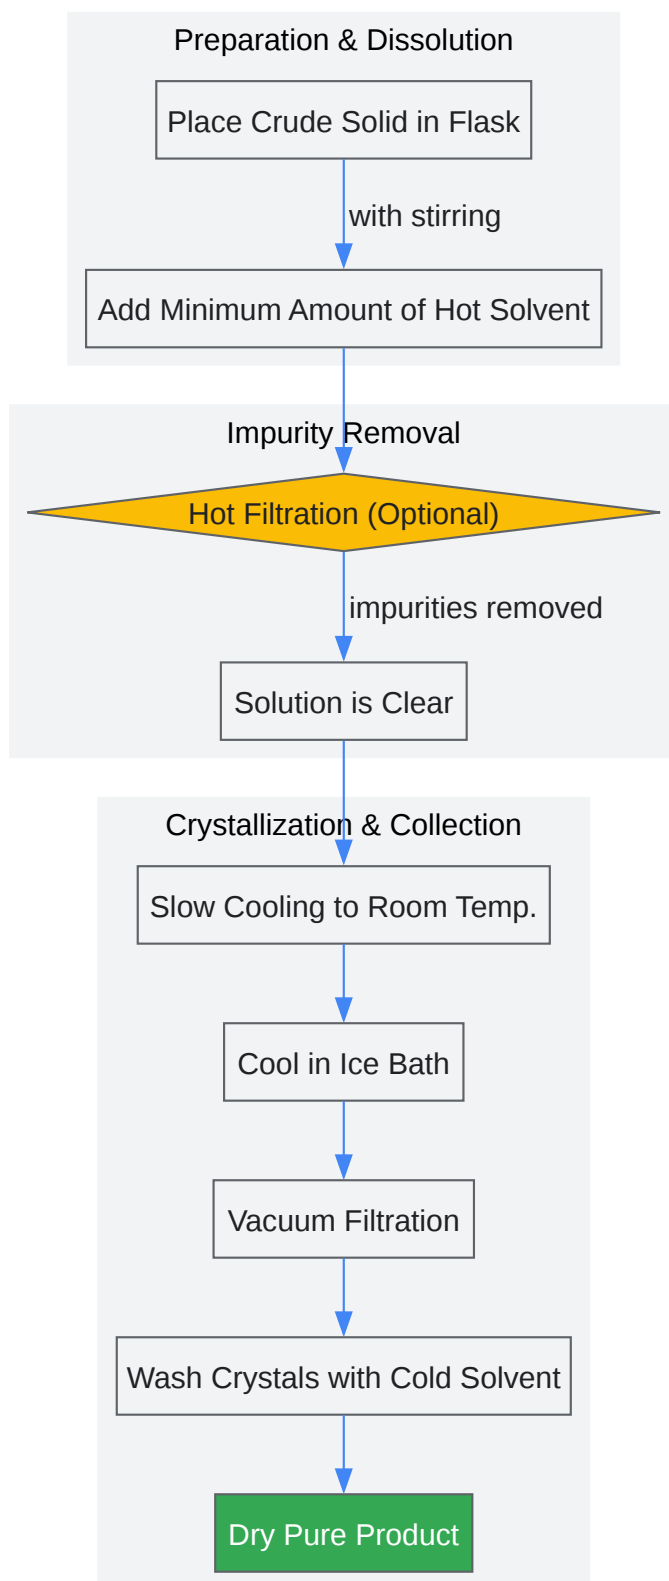 Preparation & Dissolution
Place Crude Solid in Flask
with stirring
Add Minimum Amount of Hot Solvent
Impurity Removal
Hot Filtration (Optional)
impurities removed
Solution is Clear
Crystallization & Collection
Slow Cooling to Room Temp.
Cool in Ice Bath
Vacuum Filtration
Wash Crystals with Cold Solvent
Dry Pure Product